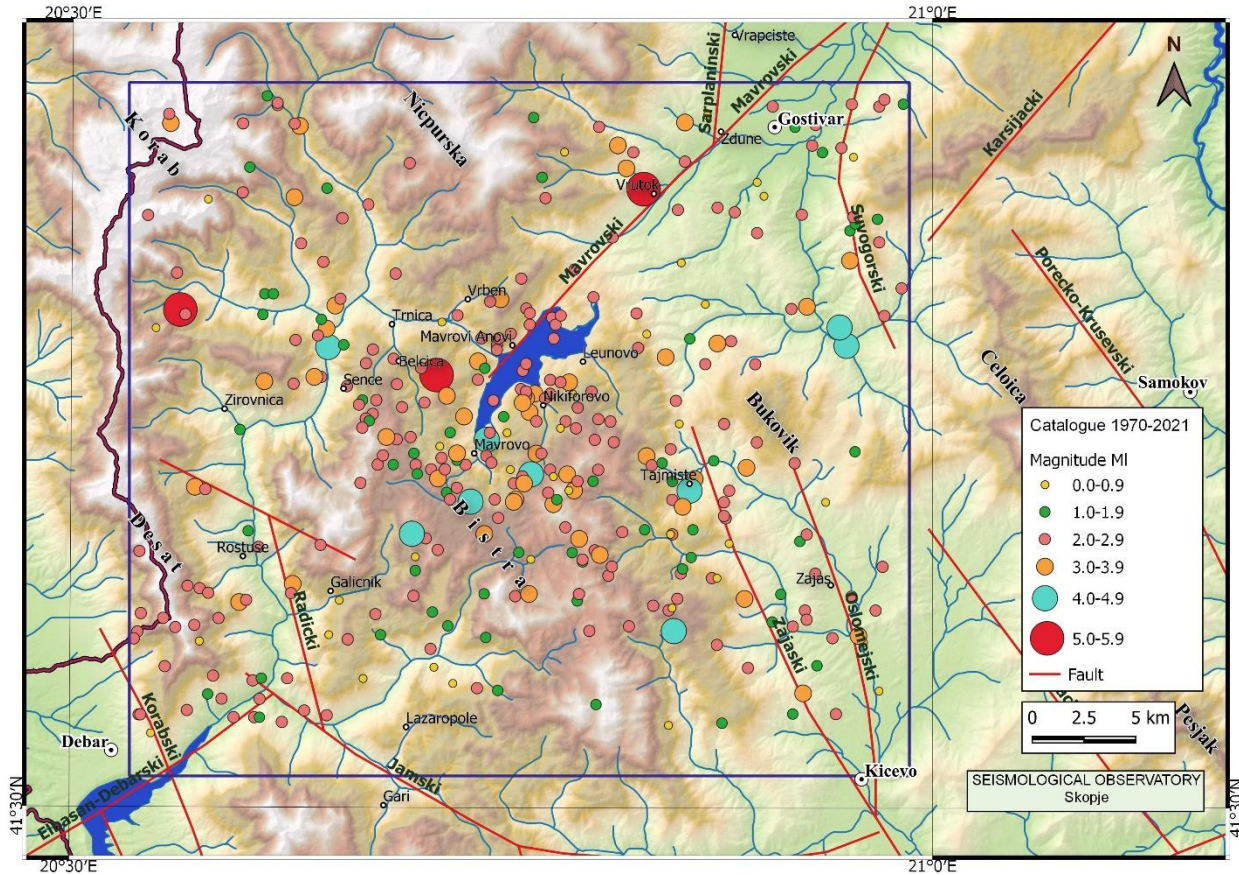 20°30'E
21°0'E
Vrapciste
N
Sarplaninski
Mavrovski
Karsijacki
Korab
Nicpurska
Zdune
Gostivar
Vrutok
Suvogorski
Mavrovski
Porecko-Krusevski
Vrben
Trnica
Mavrovi Anovi
Leunovo
Belcica
Celoica
Sence
Samokov
Zirovnica
Nikiforovo
Bukovik
Catalogue 1970-2021
Magnitude Ml
0.0-0.9
1.0-1.9
2.0-2.9
3.0-3.9
4.0-4.9
5.0-5.9
Fault
Mavrovo
Tajmiste
Bistra
Desat
Rostuse
Galicnik
Zajas
Radicki
Oslomejski
Zajaski
Korabski
Lazaropole
0 2.5 5 km
Pesjak
Debar
Jamski
Kicevo
Elbasan-Debarski
Gari
SEISMOLOGICAL OBSERVATORY
Skopje
41°30'N
41°30'N
20°30'E
21°0'E